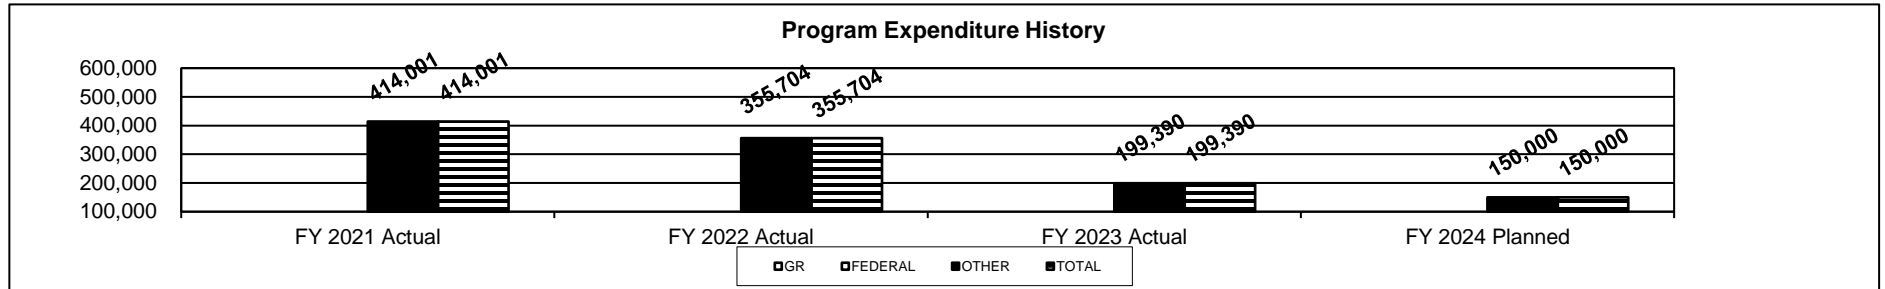 Program Expenditure History
600,000
500,000
400,000
300,000
200,000
100,000
414,001
414,001
355,704
355,704
199,390
199,390
150,000
150,000
FY 2021 Actual
FY 2022 Actual
FY 2023 Actual
FY 2024 Planned
GR FEDERAL OTHER TOTAL